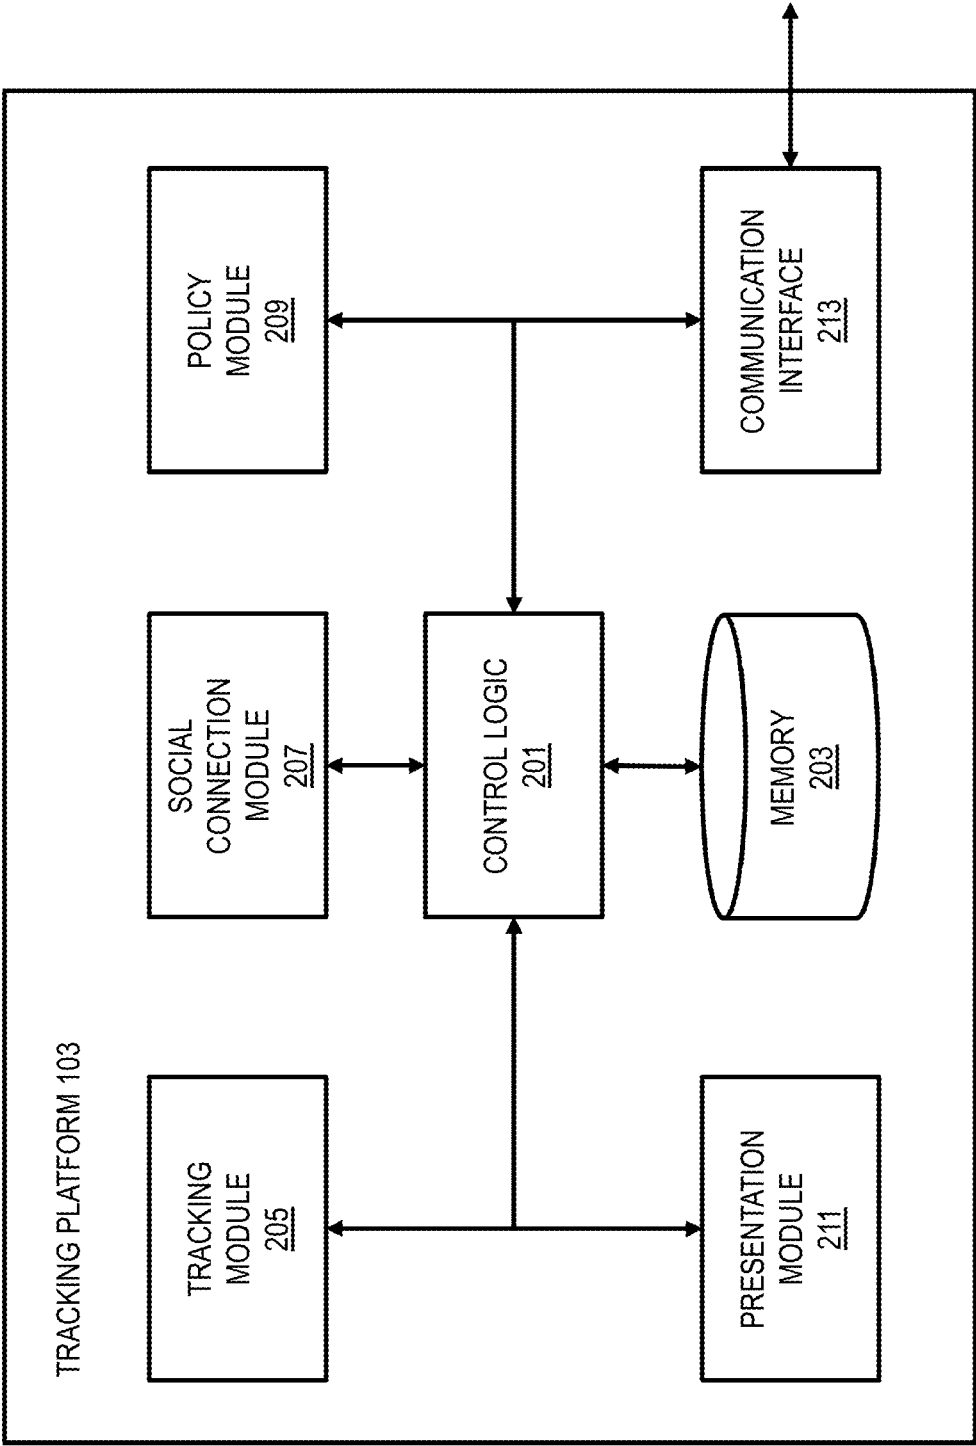 TRACKING PLATFORM 103
TRACKING
MODULE
205
SOCIAL
CONNECTION
MODULE
207
POLICY
MODULE
209
CONTROL LOGIC
201
PRESENTATION
MODULE
211
MEMORY
203
COMMUNICATION
INTERFACE
213